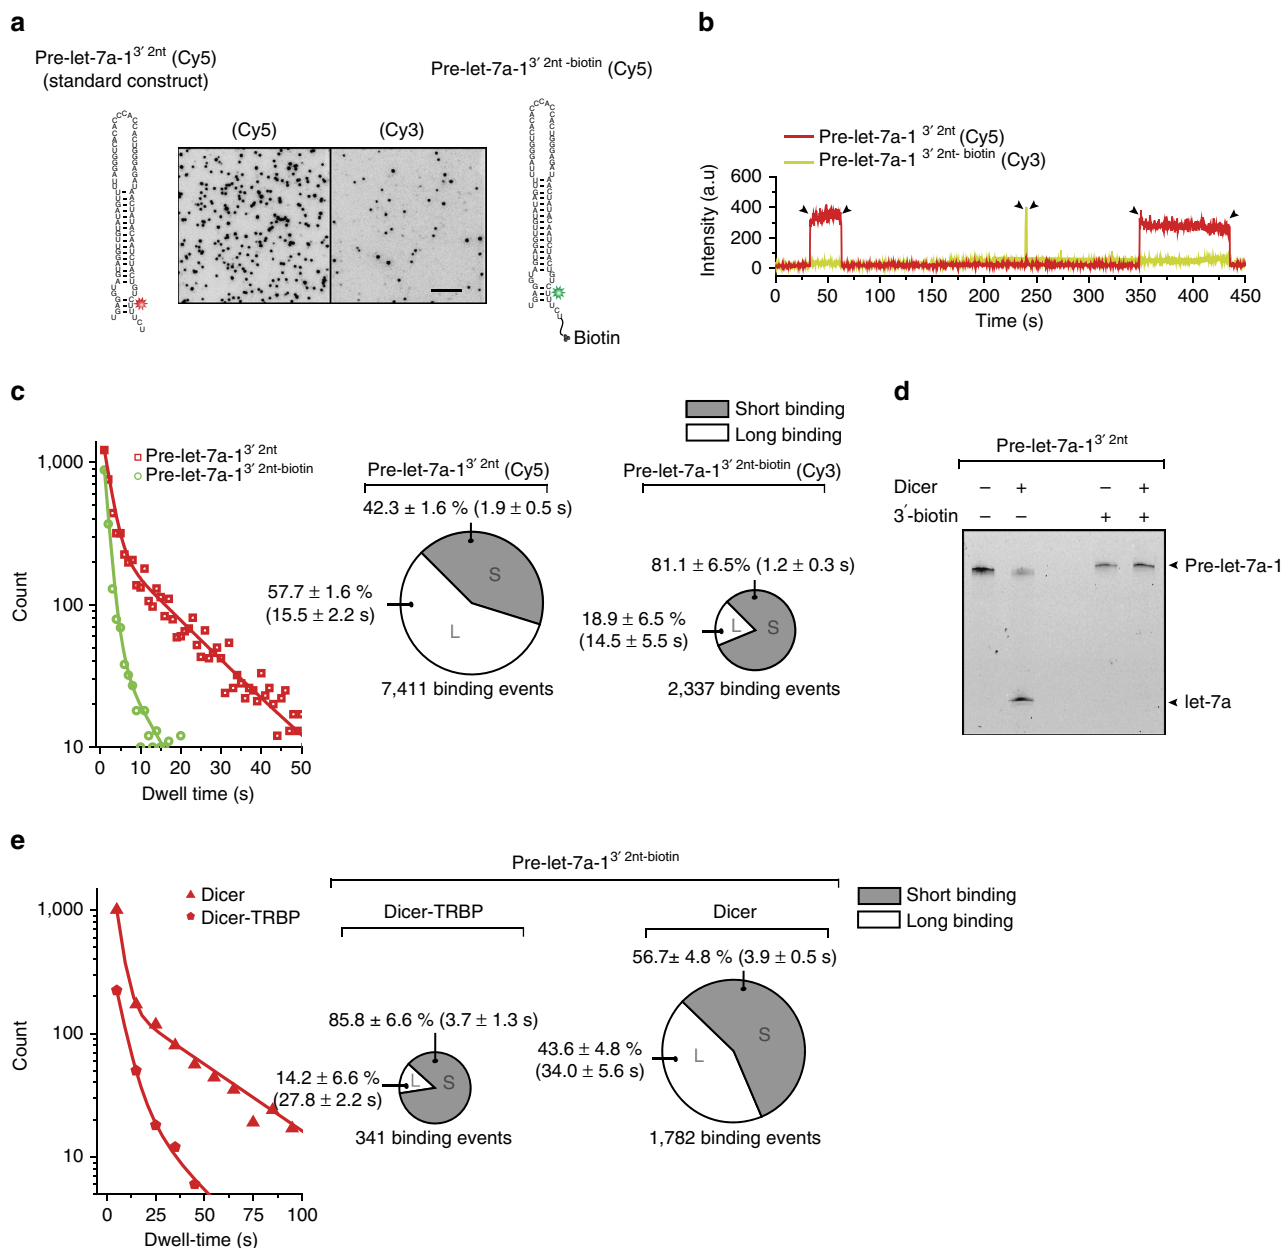 a
Pre-let-7a-1 3′ 2nt (Cy5)
(standard construct)
(Cy5)
(Cy3)
Pre-let-7a-1 3′ 2nt -biotin (Cy5)
Biotin
b
Pre-let-7a-1 3′ 2nt (Cy5)
Pre-let-7a-1 3′ 2nt- biotin (Cy3)
Intensity (a.u)
600
400
200
0
0 50 100 150 200 250 300 350 400 450
Time (s)
c
Pre-let-7a-1 3′ 2nt
Pre-let-7a-1 3′ 2nt-biotin
Count
1,000
100
10
0 10 20 30 40 50
Dwell time (s)
Short binding
Long binding
Pre-let-7a-1 3′ 2nt (Cy5)
42.3 ± 1.6 % (1.9 ± 0.5 s)
S
57.7 ± 1.6 %
(15.5 ± 2.2 s)
L
7,411 binding events
Pre-let-7a-1 3′ 2nt-biotin (Cy3)
81.1 ± 6.5% (1.2 ± 0.3 s)
18.9 ± 6.5 %
(14.5 ± 5.5 s)
L S
2,337 binding events
d
Pre-let-7a-1 3′ 2nt
Dicer − + − +
3′-biotin − − + +
Pre-let-7a-1
let-7a
e
Dicer
Dicer-TRBP
Count
1,000
100
10
0 25 50 75 100
Dwell-time (s)
Pre-let-7a-1 3′ 2nt-biotin
Dicer-TRBP
85.8 ± 6.6 % (3.7 ± 1.3 s)
14.2 ± 6.6 %
(27.8 ± 2.2 s)
L S
341 binding events
Dicer
56.7± 4.8 % (3.9 ± 0.5 s)
S
43.6 ± 4.8 %
(34.0 ± 5.6 s)
L
1,782 binding events
Short binding
Long binding